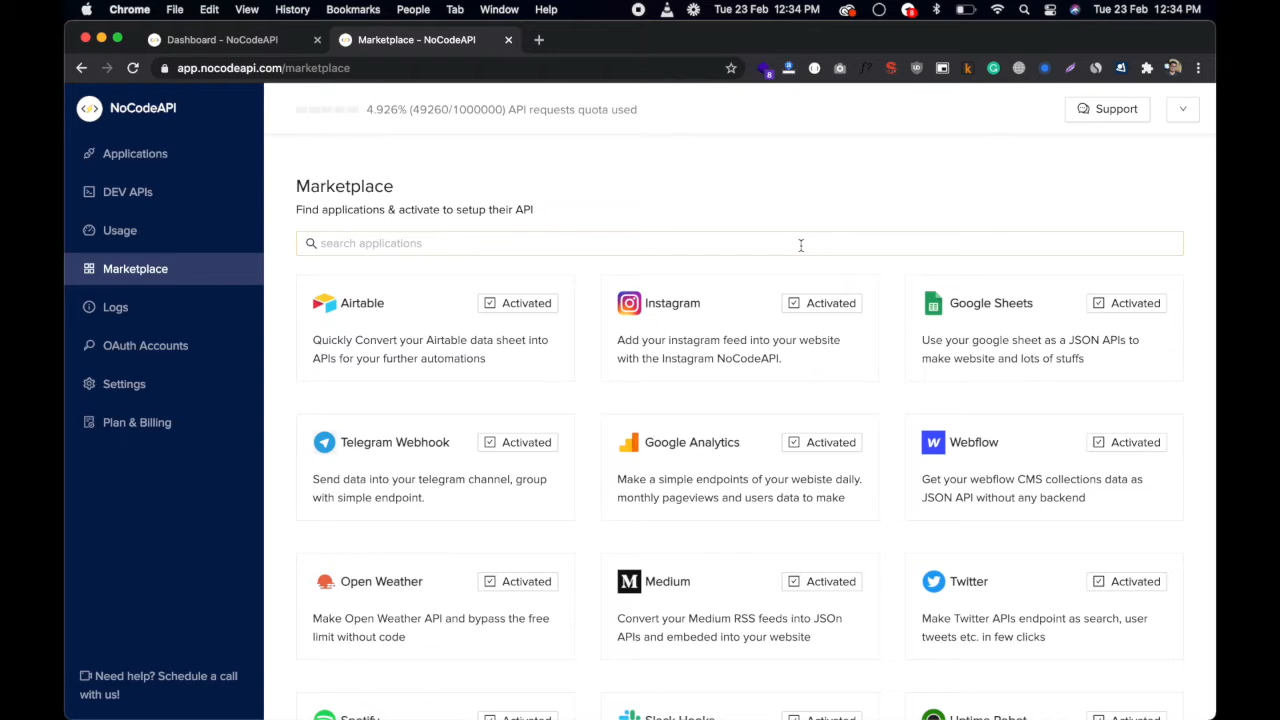 Chrome File Edit View History Bookmarks People Tab Window Help Tue 23 Feb 12:34 PM Tue 23 Feb 12:34 PM
Dashboard - NoCodeAPI
Marketplace - NoCodeAPI
app.nocodeapi.com/marketplace
NoCodeAPI
4.926% (49260/1000000) API requests quota used
Support
Applications
DEV APIs
Usage
Marketplace
Logs
OAuth Accounts
Settings
Plan & Billing
Need help? Schedule a call
with us!
Marketplace
Find applications & activate to setup their API
search applications
Airtable
Activated
Quickly Convert your Airtable data sheet into
APIs for your further automations
Instagram
Activated
Add your instagram feed into your website
with the Instagram NoCodeAPI.
Google Sheets
Activated
Use your google sheet as a JSON APIs to
make website and lots of stuffs
Telegram Webhook
Activated
Send data into your telegram channel, group
with simple endpoint.
Google Analytics
Activated
Make a simple endpoints of your webiste daily.
monthly pageviews and users data to make
Webflow
Activated
Get your webflow CMS collections data as
JSON API without any backend
Open Weather
Activated
Make Open Weather API and bypass the free
limit without code
Medium
Activated
Convert your Medium RSS feeds into JSOn
APIs and embeded into your website
Twitter
Activated
Make Twitter APIs endpoint as search, user
tweets etc. in few clicks
Spotify
Activated
Slack Hooks
Activated
Uptime Robot
Activated